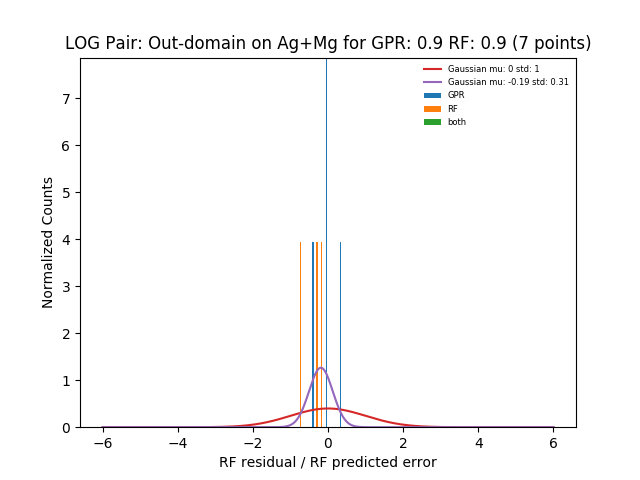 LOG Pair: Out-domain on Ag+Mg for GPR: 0.9 RF: 0.9 (7 points)
Gaussian mu: 0 std: 1
Gaussian mu: -0.19 std: 0.31
GPR
RF
both
Normalized Counts
7
6
5
4
3
2
1
0
−6 −4 −2 0 2 4 6
RF residual / RF predicted error